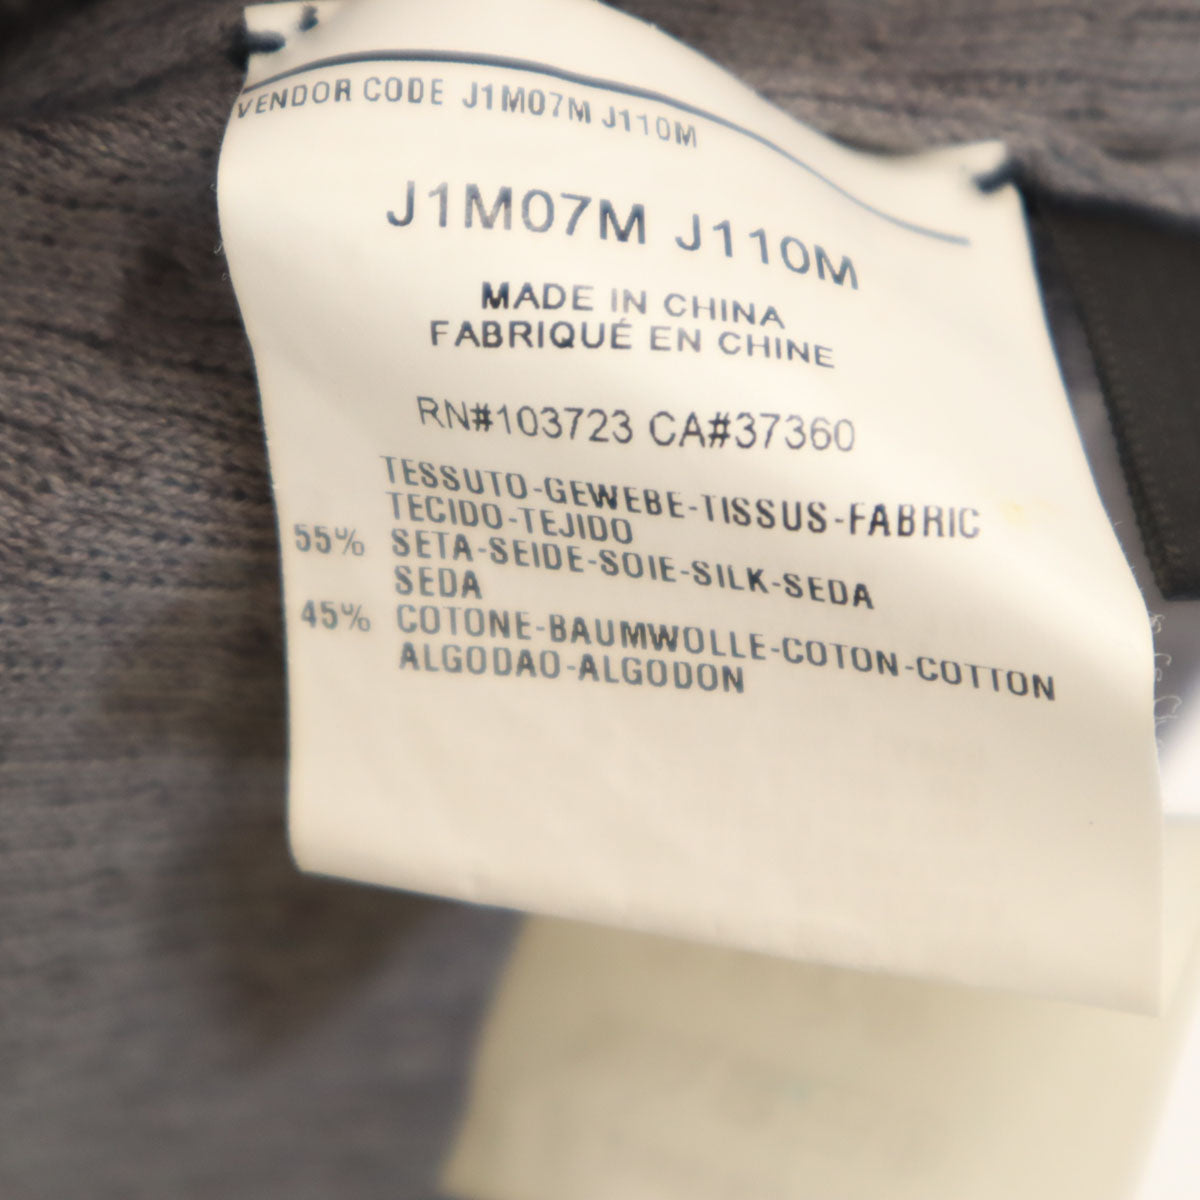 VENDOR CODE J1M07M J110M
J1M07M J110M
MADE IN CHINA
FABRIQUÉ EN CHINE
RN#103723 CA#37360
TESSUTO-GEWEBE-TISSUS-FABRIC
TECIDO-TEJIDO
55% SETA-SEIDE-SOIE-SILK-SEDA
SEDA
45% COTONE-BAUMWOLLE-COTON-COTTON
ALGODAO-ALGODON